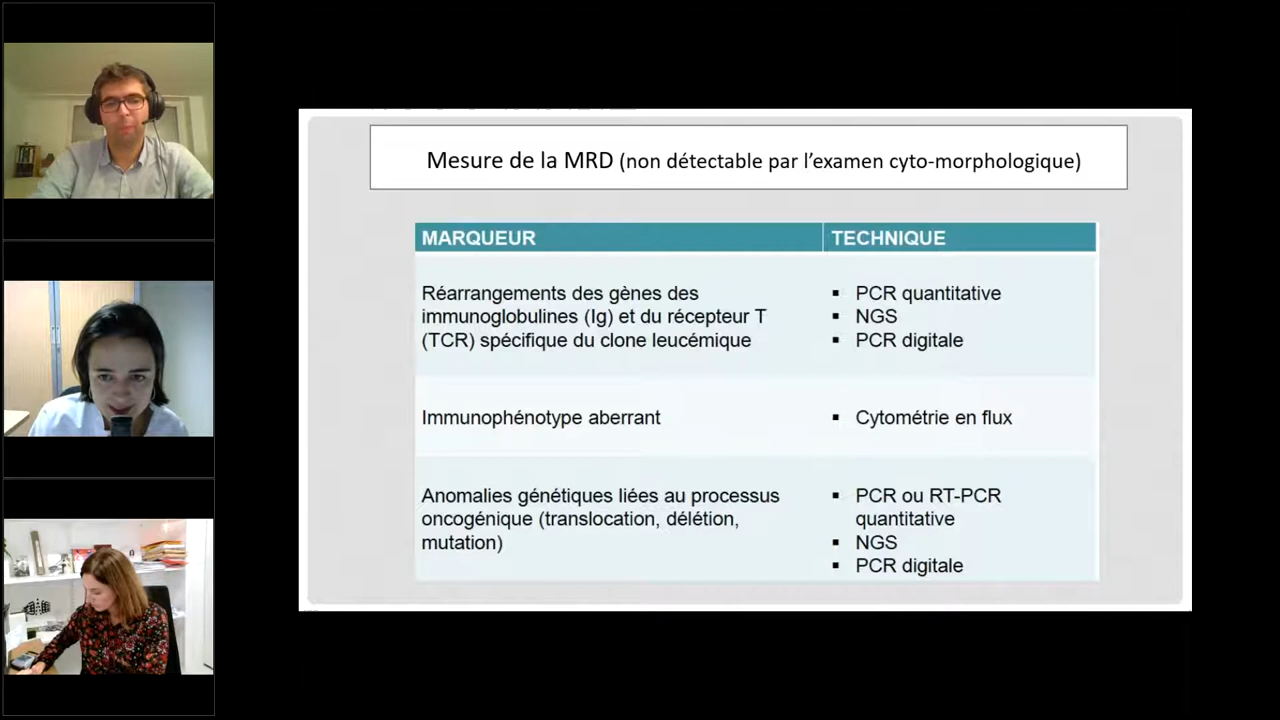 Mesure de la MRD (non détectable par l'examen cyto-morphologique)
MARQUEUR
TECHNIQUE
Réarrangements des gènes des
immunoglobulines (Ig) et du récepteur T
(TCR) spécifique du clone leucémique
▪ PCR quantitative
▪ NGS
▪ PCR digitale
Immunophénotype aberrant
▪ Cytométrie en flux
Anomalies génétiques liées au processus
oncogénique (translocation, délétion,
mutation)
▪ PCR ou RT-PCR
quantitative
▪ NGS
▪ PCR digitale